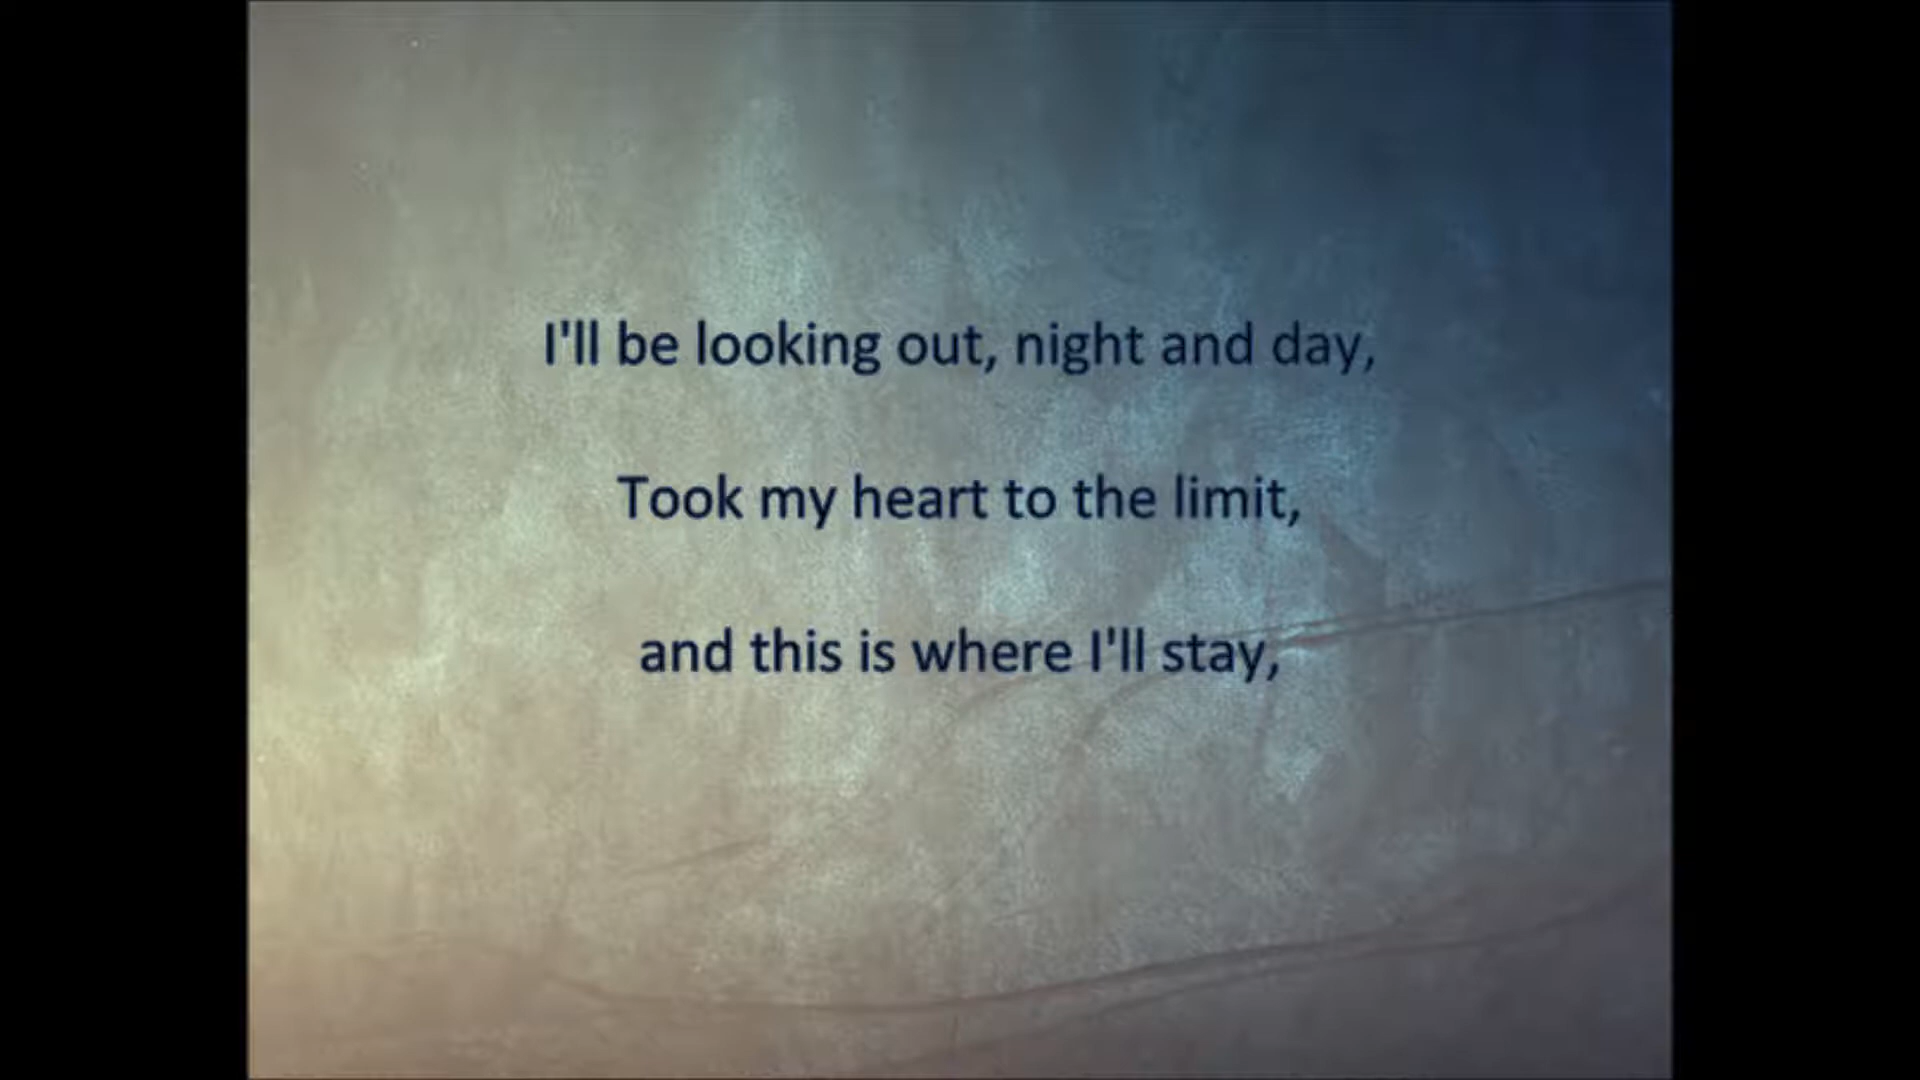 I'll be looking out, night and day,
Took my heart to the limit,
and this is where I'll stay,